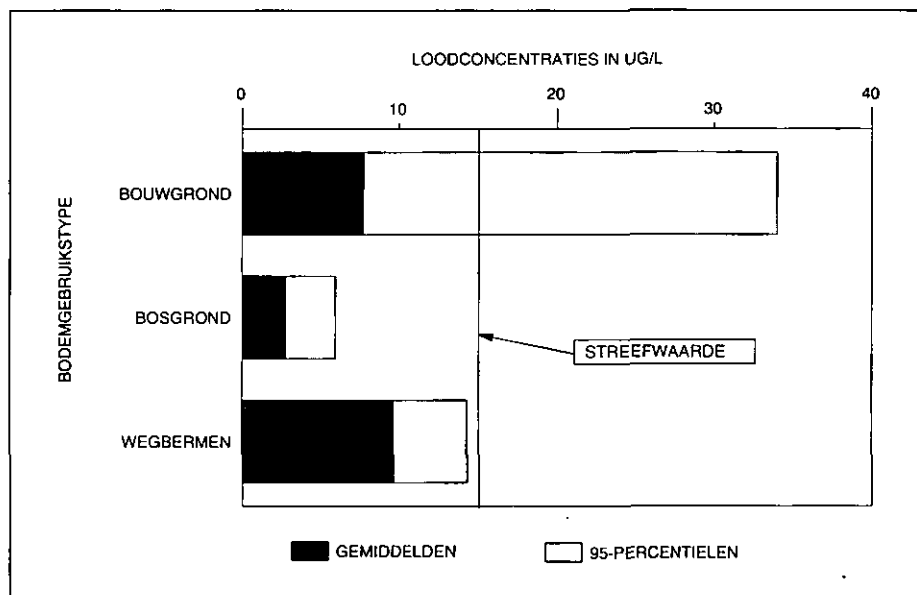 LOODCONCENTRATIES IN UG/L
0 10 20 30 40
BODEMGEBRUIKSTYPE
BOUWGROND
BOSGROND
STREEFWAARDE
WEGBERMEN
GEMIDDELDEN 95-PERCENTIELEN